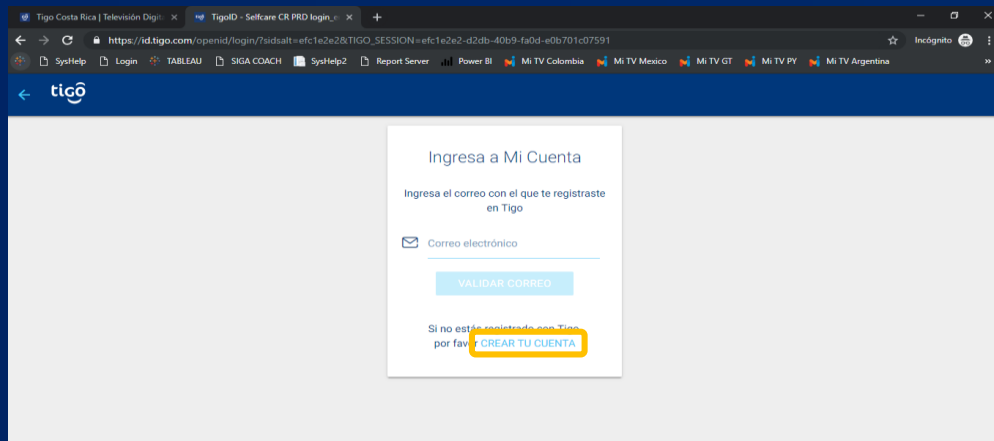 Tigo Costa Rica | Televisión Digit
TigoID - Selfcare CR PRD login_e
https://id.tigo.com/openid/login/?sidsalt=efc1e2e2&TIGO_SESSION=efc1e2e2-d2db-40b9-fa0d-e0b701c07591
Incógnito
SysHelp Login TABLEAU SIGA COACH SysHelp2 Report Server Power BI Mi TV Colombia Mi TV Mexico Mi TV GT Mi TV PY Mi TV Argentina »
tigo
Ingresa a Mi Cuenta
Ingresa el correo con el que te registraste
en Tigo
Correo electrónico
VALIDAR CORREO
Si no estás registrado con Tigo
por favor CREAR TU CUENTA